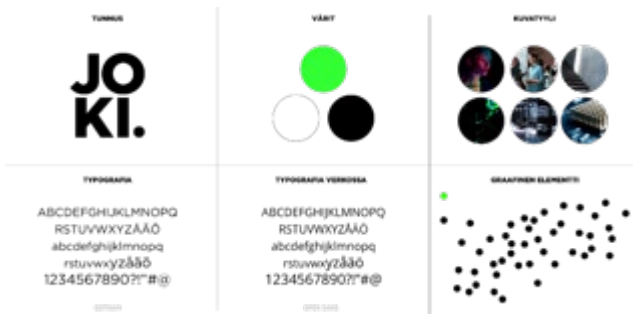 TUNNUS
JO
KI.
VÄRIT
KUVATYYLI
TYPOGRAFIA
ABCDEFGHIJKLMNOPQ
RSTUVWXYZÅÄÖ
abcdefghijklmnopq
rstuvwxyzåäö
1234567890?!"#@
TYPOGRAFIA VERKOSSA
ABCDEFGHIJKLMNOPQ
RSTUVWXYZÅÄÖ
abcdefghijklmnopq
rstuvwxyzåäö
1234567890?!"#@
GRAAFINEN ELEMENTTI